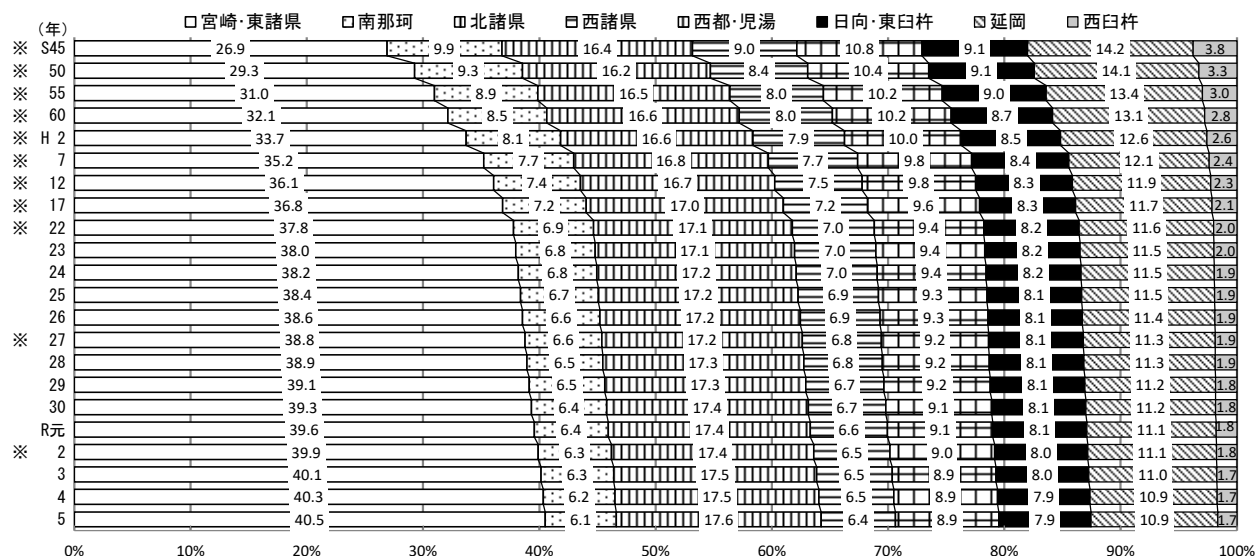 宮崎・東諸県 南那珂 北諸県 西諸県 西都・児湯 日向・東臼杵 延岡 西臼杵
(年)
※ S45 26.9 9.9 16.4 9.0 10.8 9.1 14.2 3.8
※ 50 29.3 9.3 16.2 8.4 10.4 9.1 14.1 3.3
※ 55 31.0 8.9 16.5 8.0 10.2 9.0 13.4 3.0
※ 60 32.1 8.5 16.6 8.0 10.2 8.7 13.1 2.8
※ H 2 33.7 8.1 16.6 7.9 10.0 8.5 12.6 2.6
※ 7 35.2 7.7 16.8 7.7 9.8 8.4 12.1 2.4
※ 12 36.1 7.4 16.7 7.5 9.8 8.3 11.9 2.3
※ 17 36.8 7.2 17.0 7.2 9.6 8.3 11.7 2.1
※ 22 37.8 6.9 17.1 7.0 9.4 8.2 11.6 2.0
23 38.0 6.8 17.1 7.0 9.4 8.2 11.5 2.0
24 38.2 6.8 17.2 7.0 9.4 8.2 11.5 1.9
25 38.4 6.7 17.2 6.9 9.3 8.1 11.5 1.9
26 38.6 6.6 17.2 6.9 9.3 8.1 11.4 1.9
※ 27 38.8 6.6 17.2 6.8 9.2 8.1 11.3 1.9
28 38.9 6.5 17.3 6.8 9.2 8.1 11.3 1.9
29 39.1 6.5 17.3 6.7 9.2 8.1 11.2 1.8
30 39.3 6.4 17.4 6.7 9.1 8.1 11.2 1.8
R元 39.6 6.4 17.4 6.6 9.1 8.1 11.1 1.8
※ 2 39.9 6.3 17.4 6.5 9.0 8.0 11.1 1.8
3 40.1 6.3 17.5 6.5 8.9 8.0 11.0 1.7
4 40.3 6.2 17.5 6.5 8.9 7.9 10.9 1.7
5 40.5 6.1 17.6 6.4 8.9 7.9 10.9 1.7
0% 10% 20% 30% 40% 50% 60% 70% 80% 90% 100%